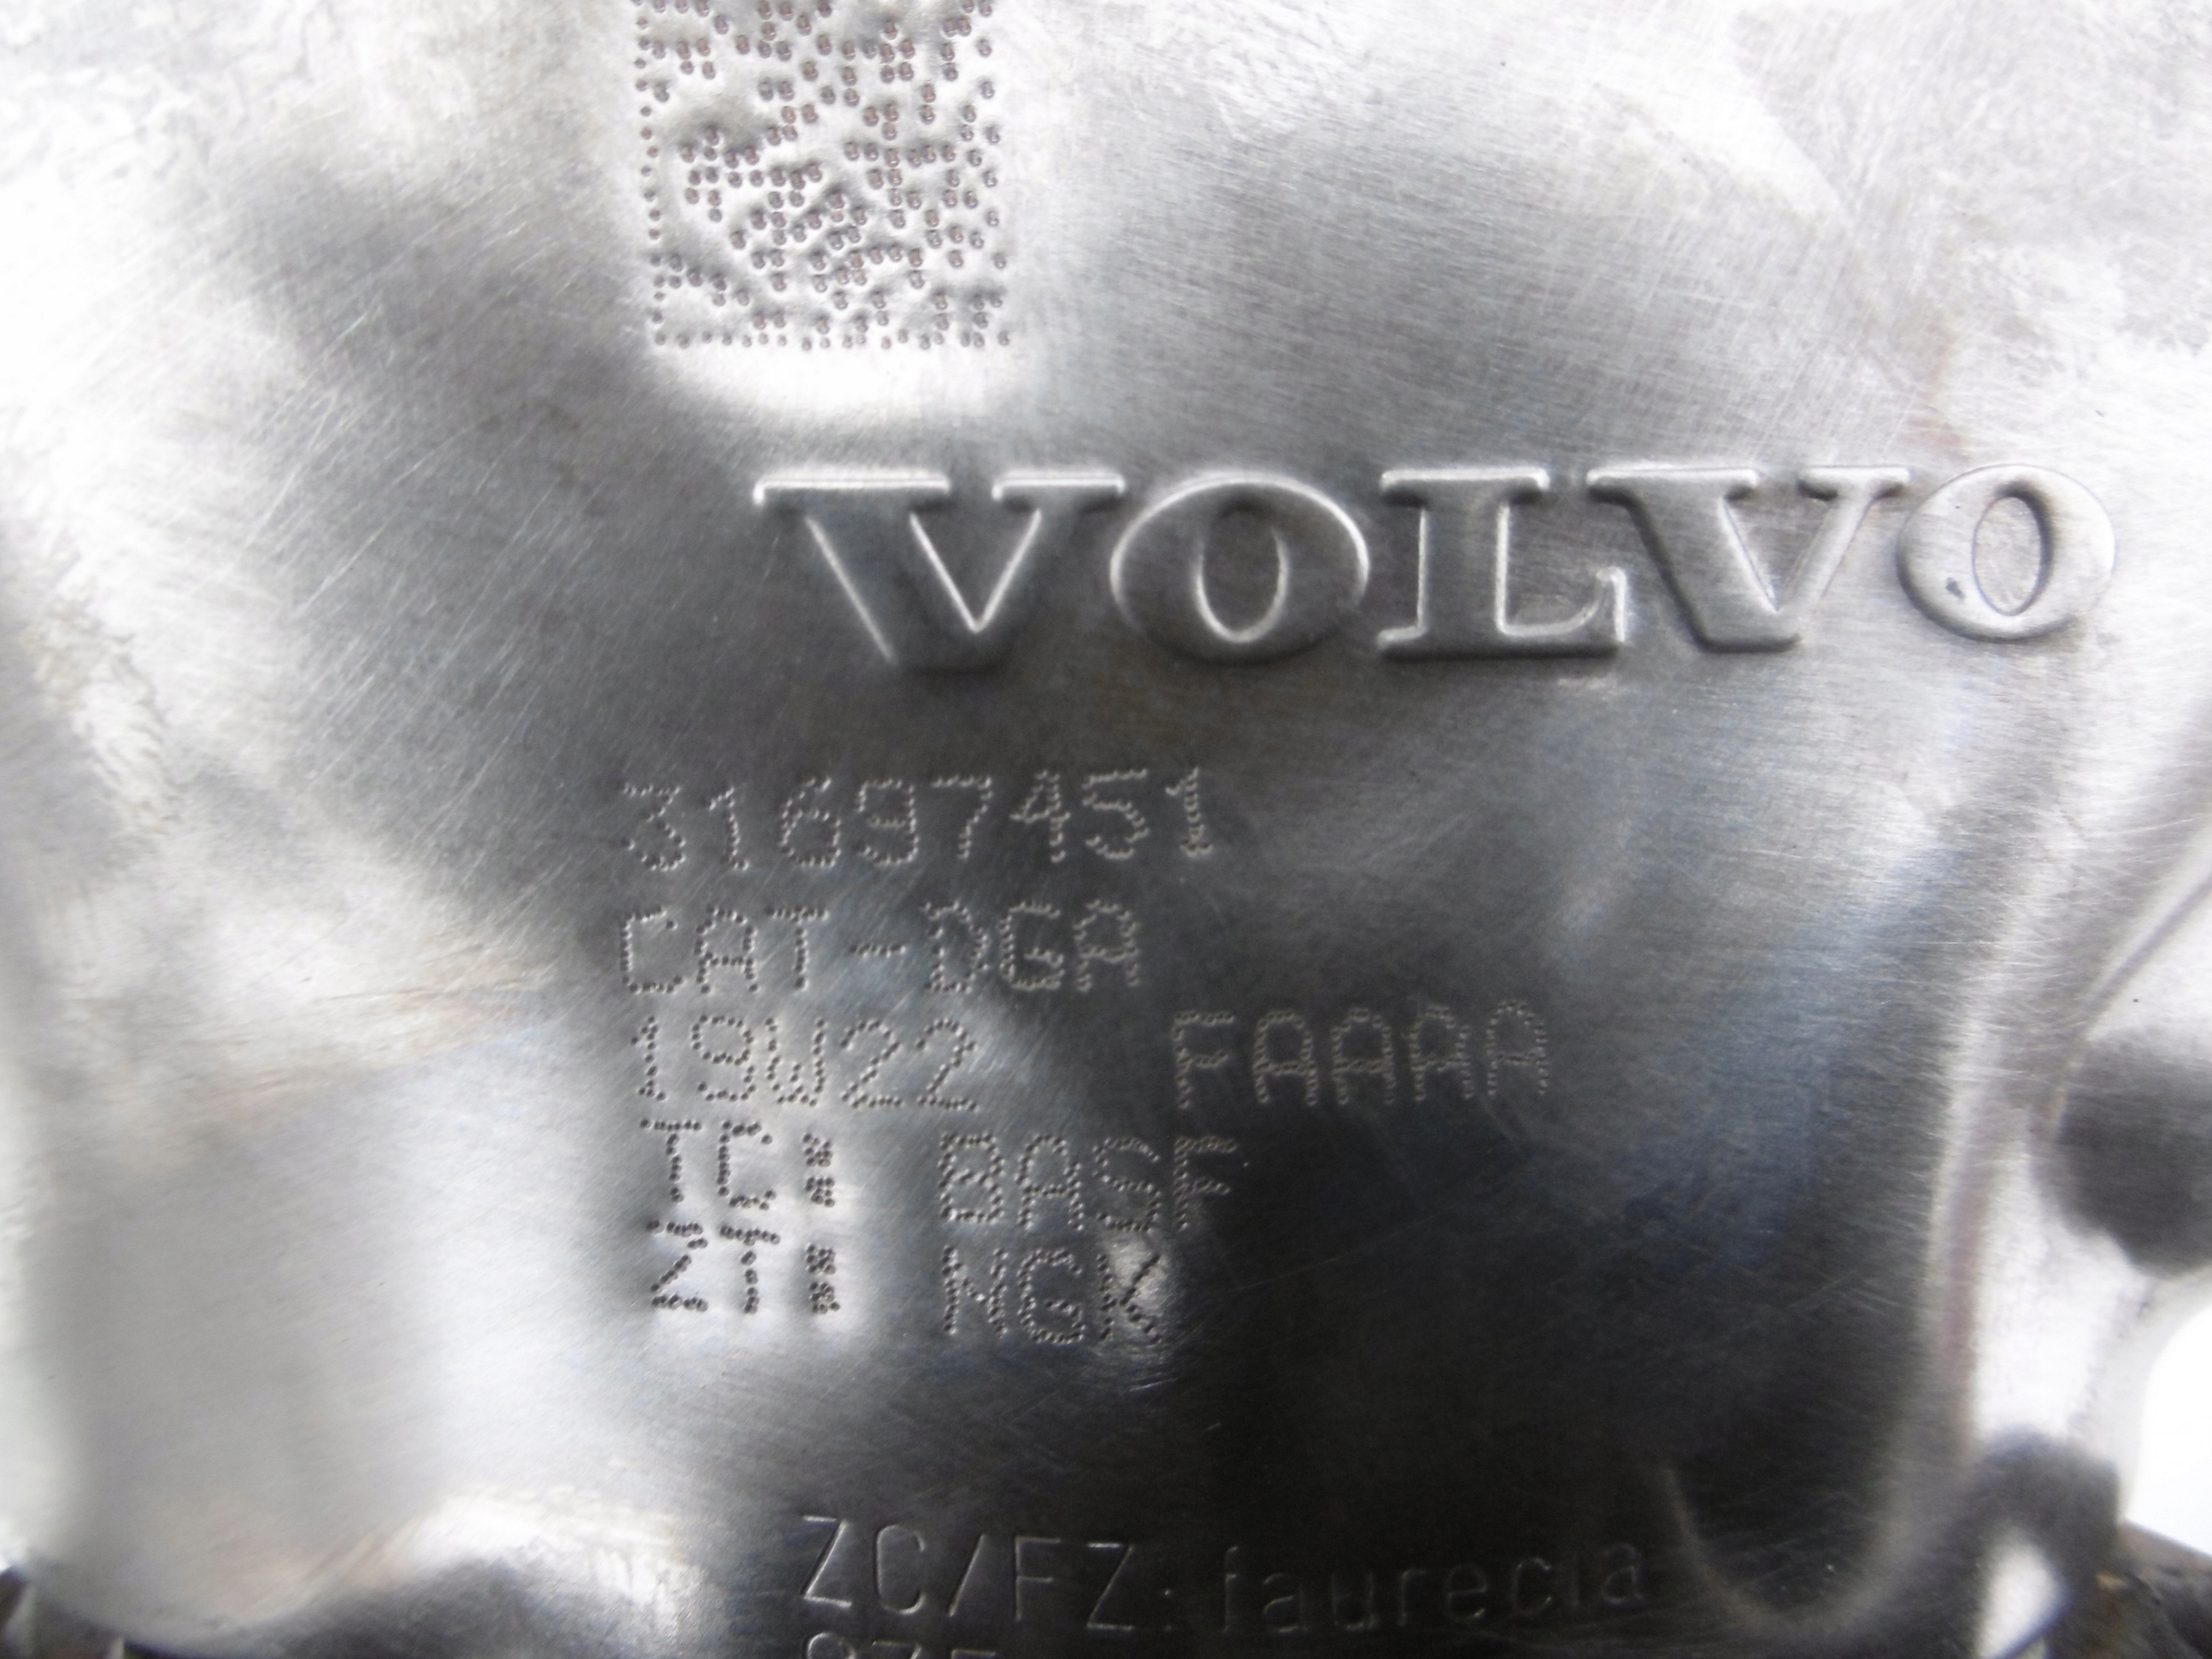 VOLVO
31697451
CAT-DGA
19W22 FAAAA
TC: BASF
ZT: NGK
ZC/FZ: faurecia